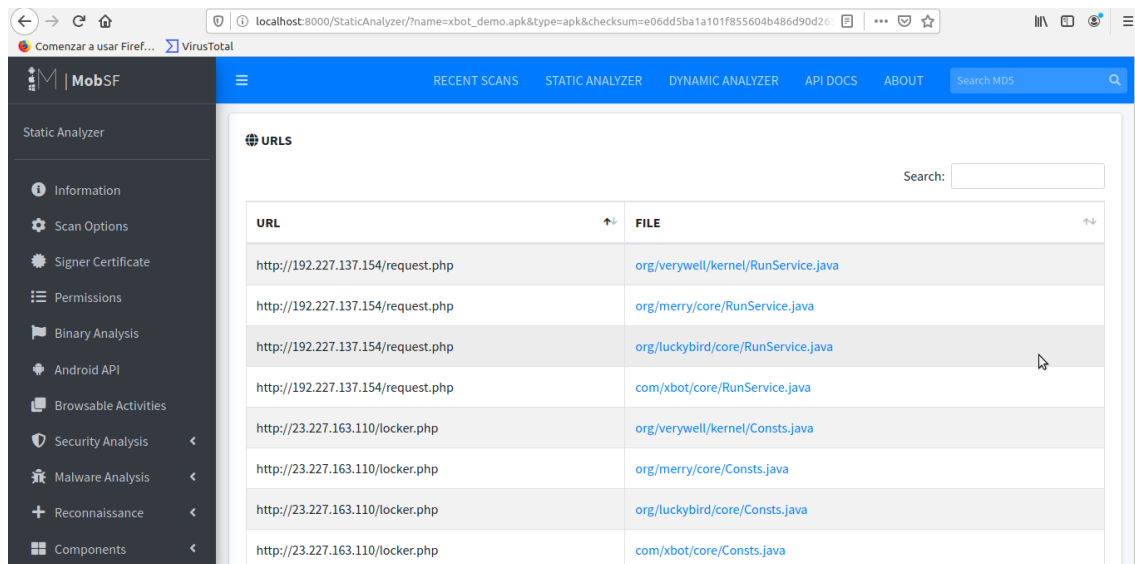 localhost:8000/StaticAnalyzer/?name=xbot_demo.apk&type=apk&checksum=e06dd5ba1a101f855604b486d90d26
Comenzar a usar Firef… VirusTotal
MobSF
RECENT SCANS STATIC ANALYZER DYNAMIC ANALYZER API DOCS ABOUT Search MD5
Static Analyzer
Information
Scan Options
Signer Certificate
Permissions
Binary Analysis
Android API
Browsable Activities
Security Analysis
Malware Analysis
Reconnaissance
Components
URLS
Search:
URL FILE
http://192.227.137.154/request.php org/verywell/kernel/RunService.java
http://192.227.137.154/request.php org/merry/core/RunService.java
http://192.227.137.154/request.php org/luckybird/core/RunService.java
http://192.227.137.154/request.php com/xbot/core/RunService.java
http://23.227.163.110/locker.php org/verywell/kernel/Consts.java
http://23.227.163.110/locker.php org/merry/core/Consts.java
http://23.227.163.110/locker.php org/luckybird/core/Consts.java
http://23.227.163.110/locker.php com/xbot/core/Consts.java